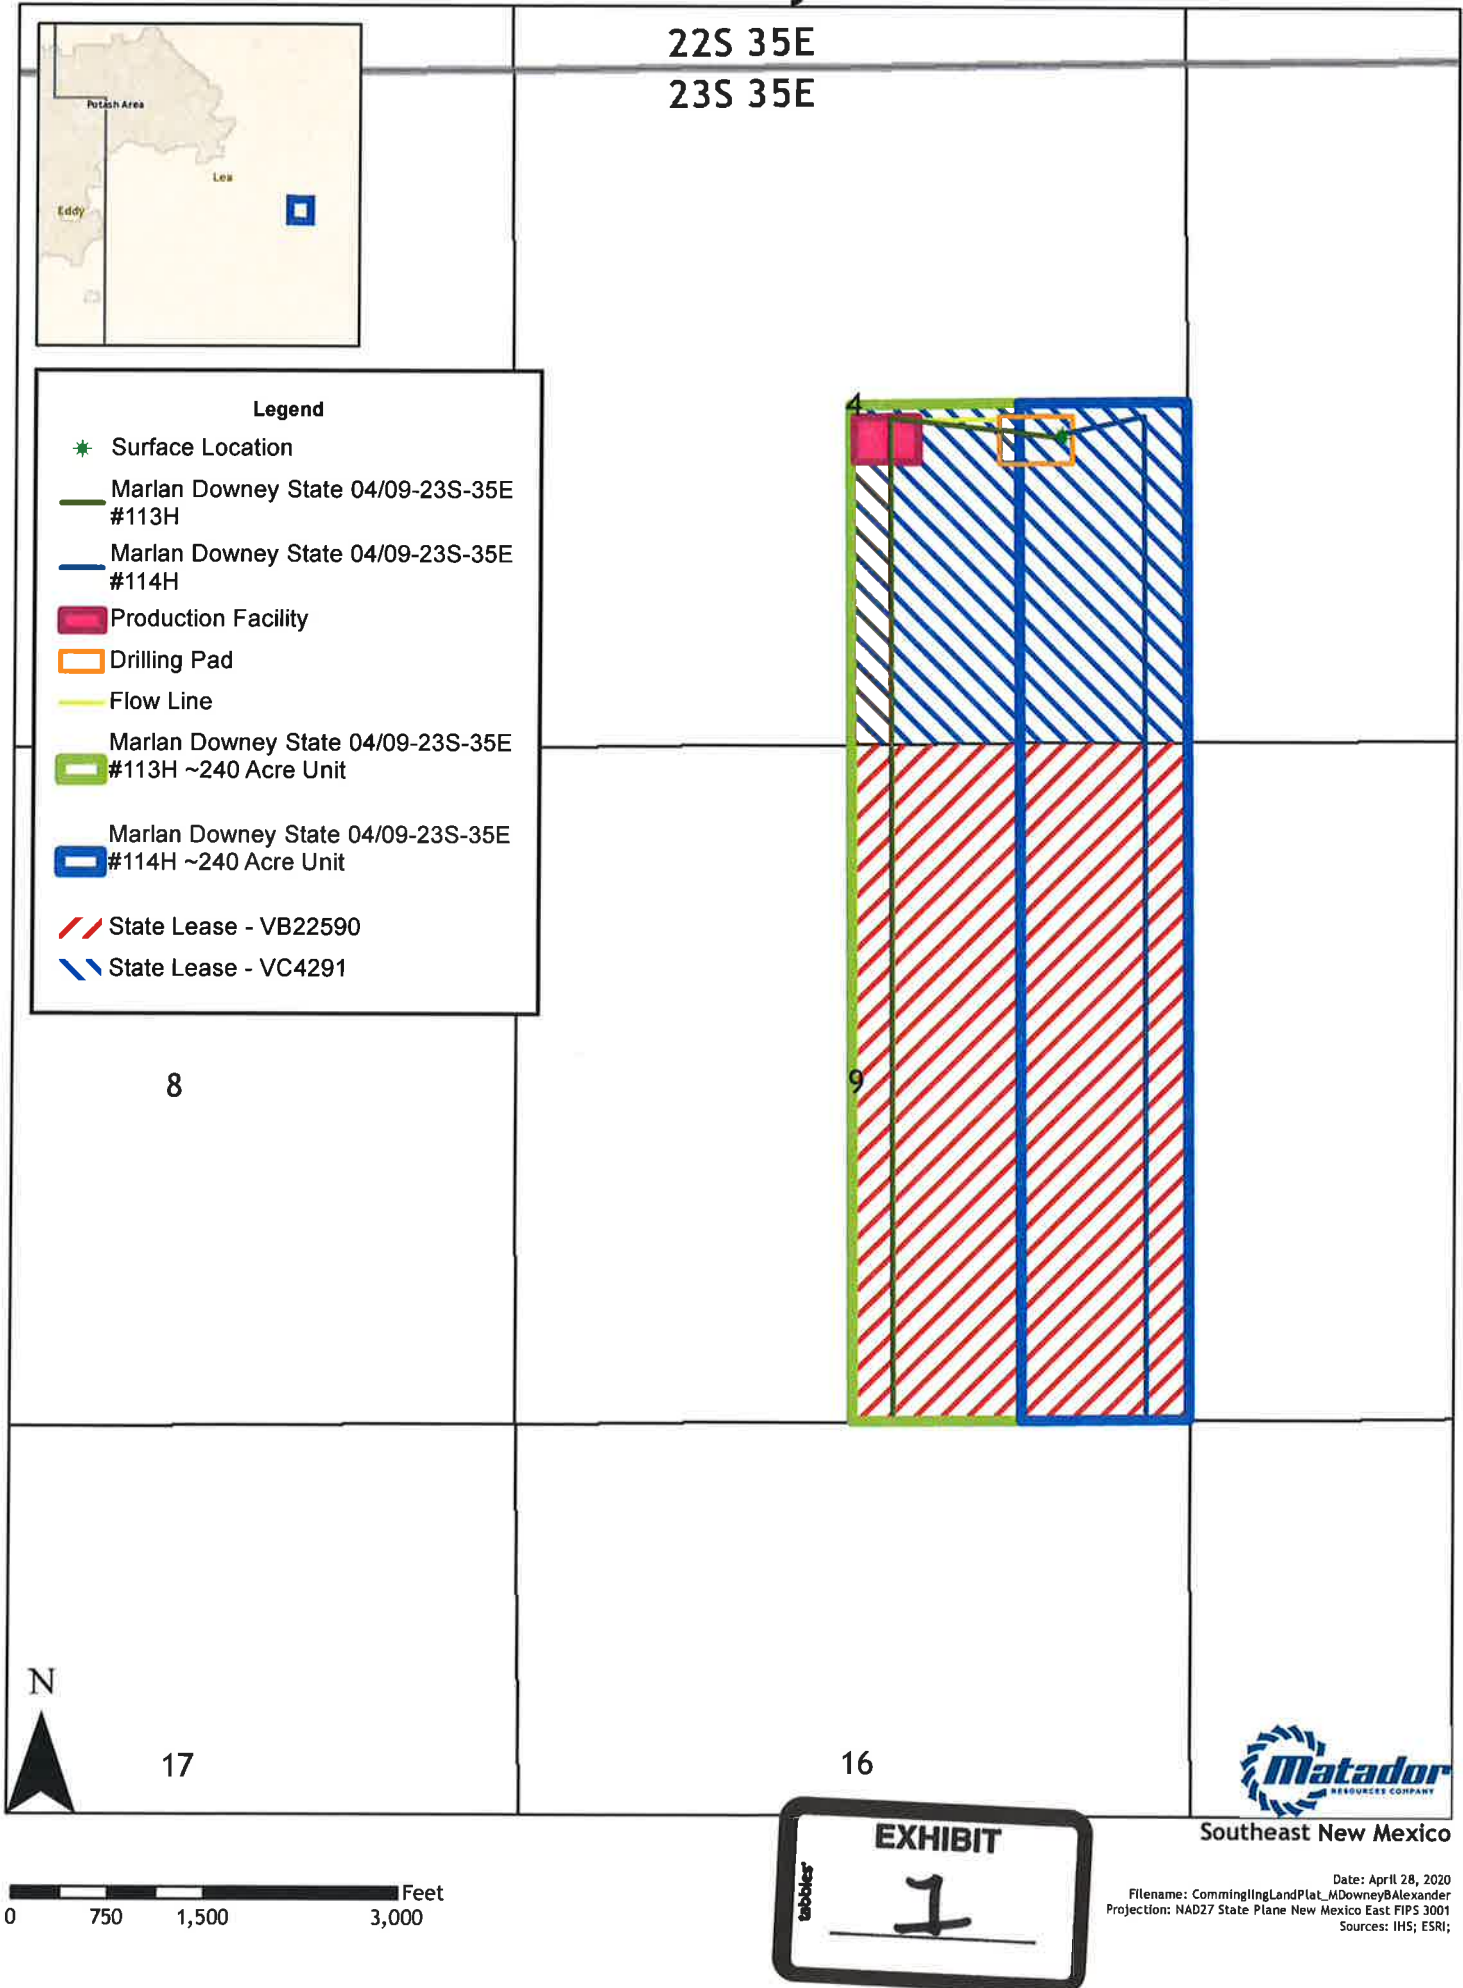 22S 35E
23S 35E
Potash Area
Lea
Eddy
Legend
Surface Location
Marlan Downey State 04/09-23S-35E
#113H
Marlan Downey State 04/09-23S-35E
#114H
Production Facility
Drilling Pad
Flow Line
Marlan Downey State 04/09-23S-35E
#113H ~240 Acre Unit
Marlan Downey State 04/09-23S-35E
#114H ~240 Acre Unit
State Lease - VB22590
State Lease - VC4291
4
8
9
N
17
16
Matador
RESOURCES COMPANY
Southeast New Mexico
EXHIBIT
tabbies'
1
Feet
0 750 1,500 3,000
Date: April 28, 2020
Filename: ComminglingLandPlat_MDowneyBAlexander
Projection: NAD27 State Plane New Mexico East FIPS 3001
Sources: IHS; ESRI;